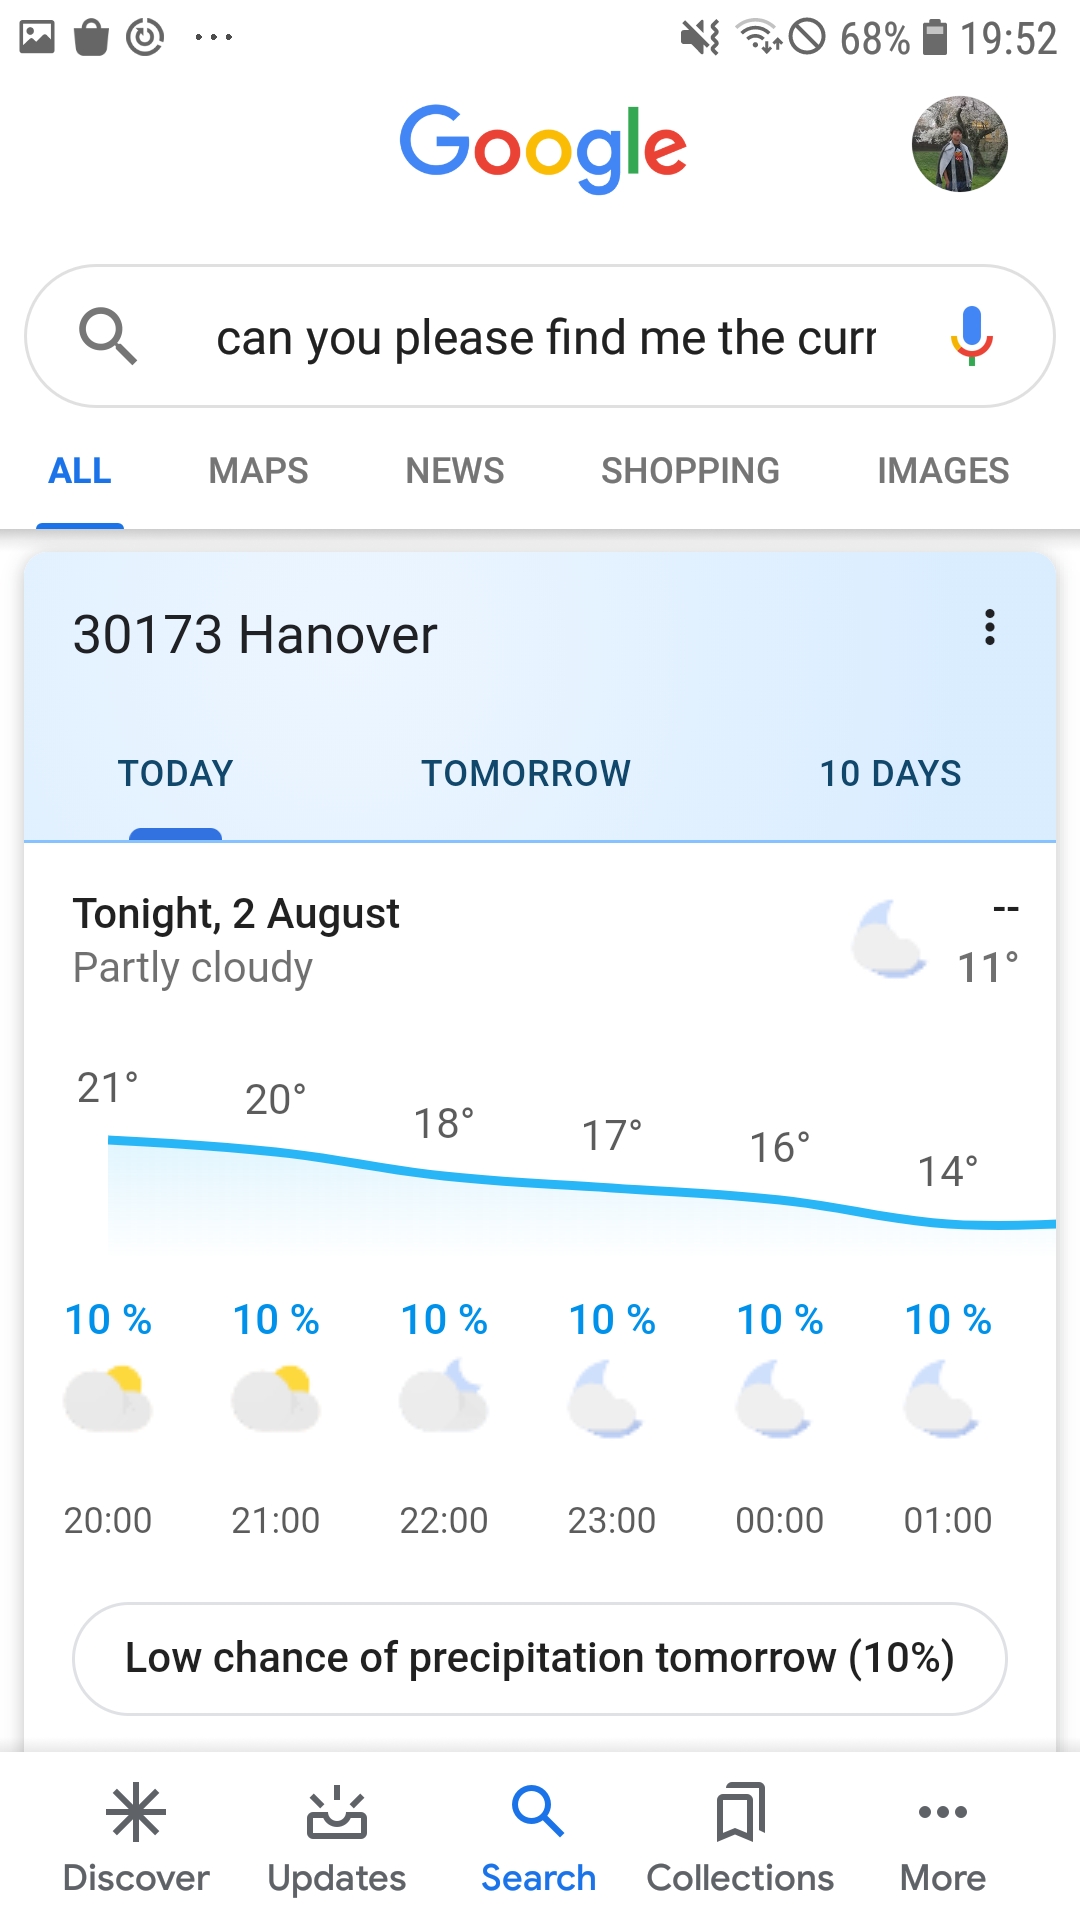 68% 19:52
Google
can you please find me the curr
ALL MAPS NEWS SHOPPING IMAGES
30173 Hanover
TODAY TOMORROW 10 DAYS
Tonight, 2 August --
Partly cloudy 11°
21° 20° 18° 17° 16° 14°
10 % 10 % 10 % 10 % 10 % 10 %
20:00 21:00 22:00 23:00 00:00 01:00
Low chance of precipitation tomorrow (10%)
Discover Updates Search Collections More